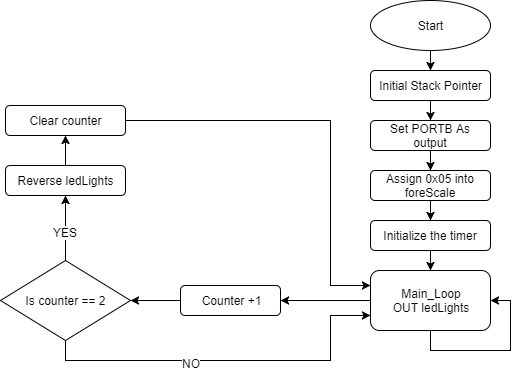 Start
Initial Stack Pointer
Set PORTB As
output
Assign 0x05 into
foreScale
Initialize the timer
Main_Loop
OUT ledLights
Counter +1
Is counter == 2
YES
Reverse ledLights
Clear counter
NO